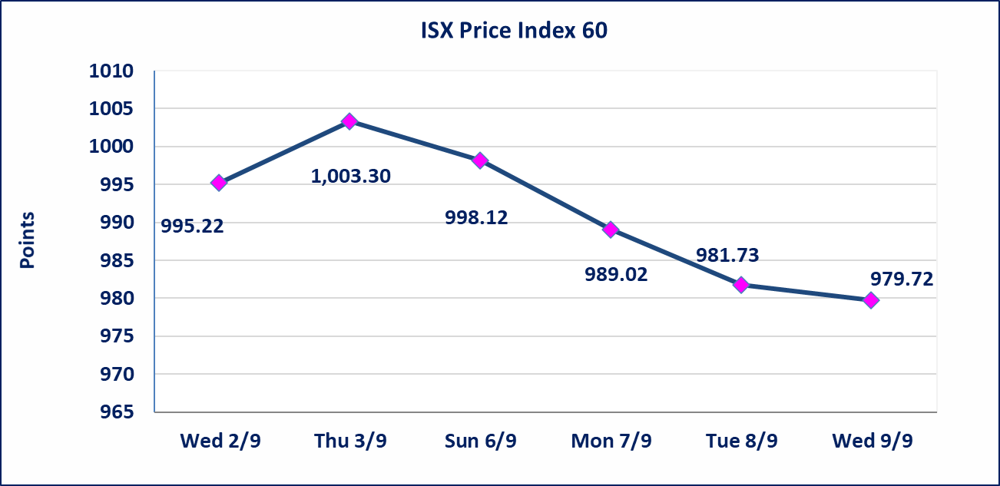 ISX Price Index 60
Points
1010
1005
1000
995
990
985
980
975
970
965
995.22
1,003.30
998.12
989.02
981.73
979.72
Wed 2/9
Thu 3/9
Sun 6/9
Mon 7/9
Tue 8/9
Wed 9/9